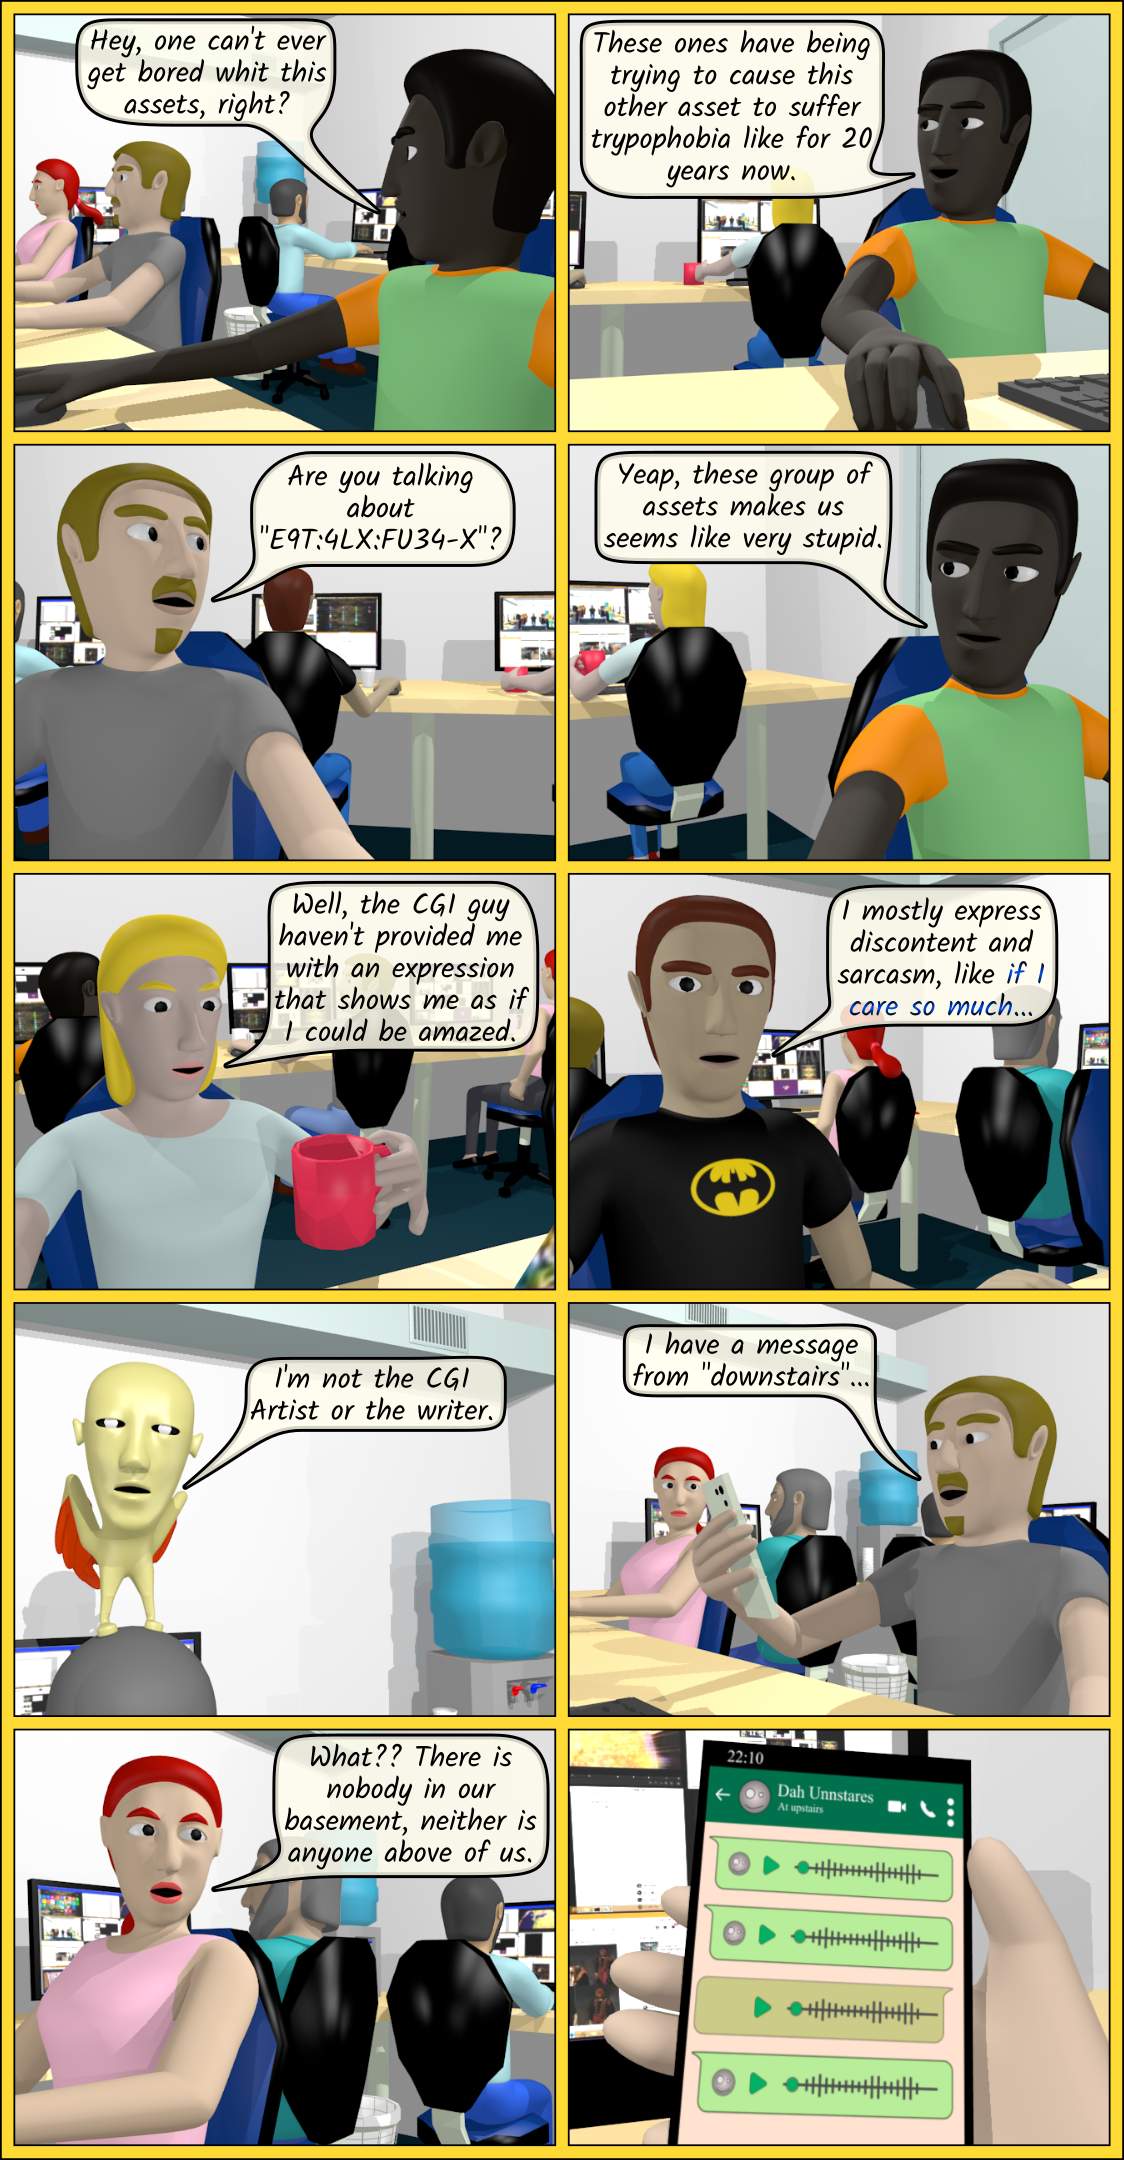 Hey, one can't ever
get bored whit this
assets, right?
These ones have being
trying to cause this
other asset to suffer
trypophobia like for 20
years now.
Are you talking
about
"E9T:4LX:FU34-X"?
Yeap, these group of
assets makes us
seems like very stupid.
Well, the CGI guy
haven't provided me
with an expression
that shows me as if
I could be amazed.
I mostly express
discontent and
sarcasm, like if I
care so much...
I'm not the CGI
Artist or the writer.
I have a message
from "downstairs"...
What?? There is
nobody in our
basement, neither is
anyone above of us.
22:10
Dah Unnstares
At upstairs